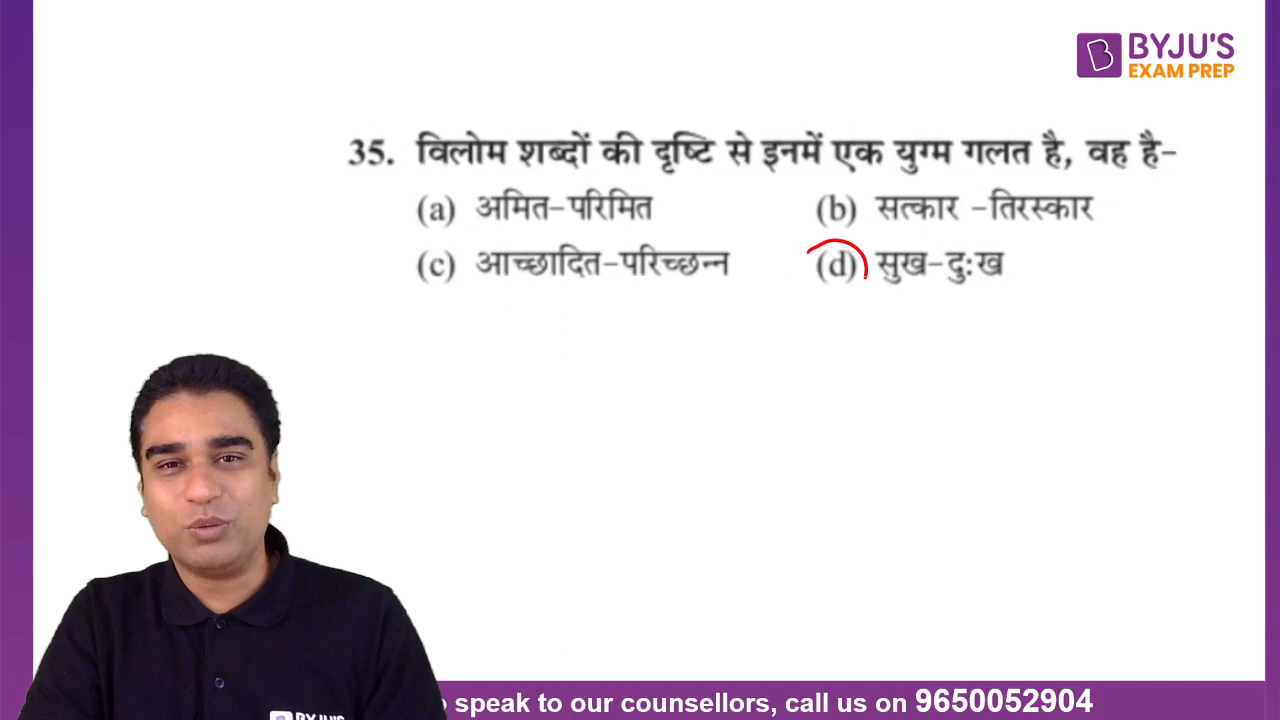 BYJU'S
EXAM PREP
35. विलोम शब्दों की दृष्टि से इनमें एक युग्म गलत है, वह है-
(a) अमित-परिमित (b) सत्कार -तिरस्कार
(c) आच्छादित-परिच्छन्न (d) सुख-दुःख
BYJU'S
speak to our counsellors, call us on 9650052904